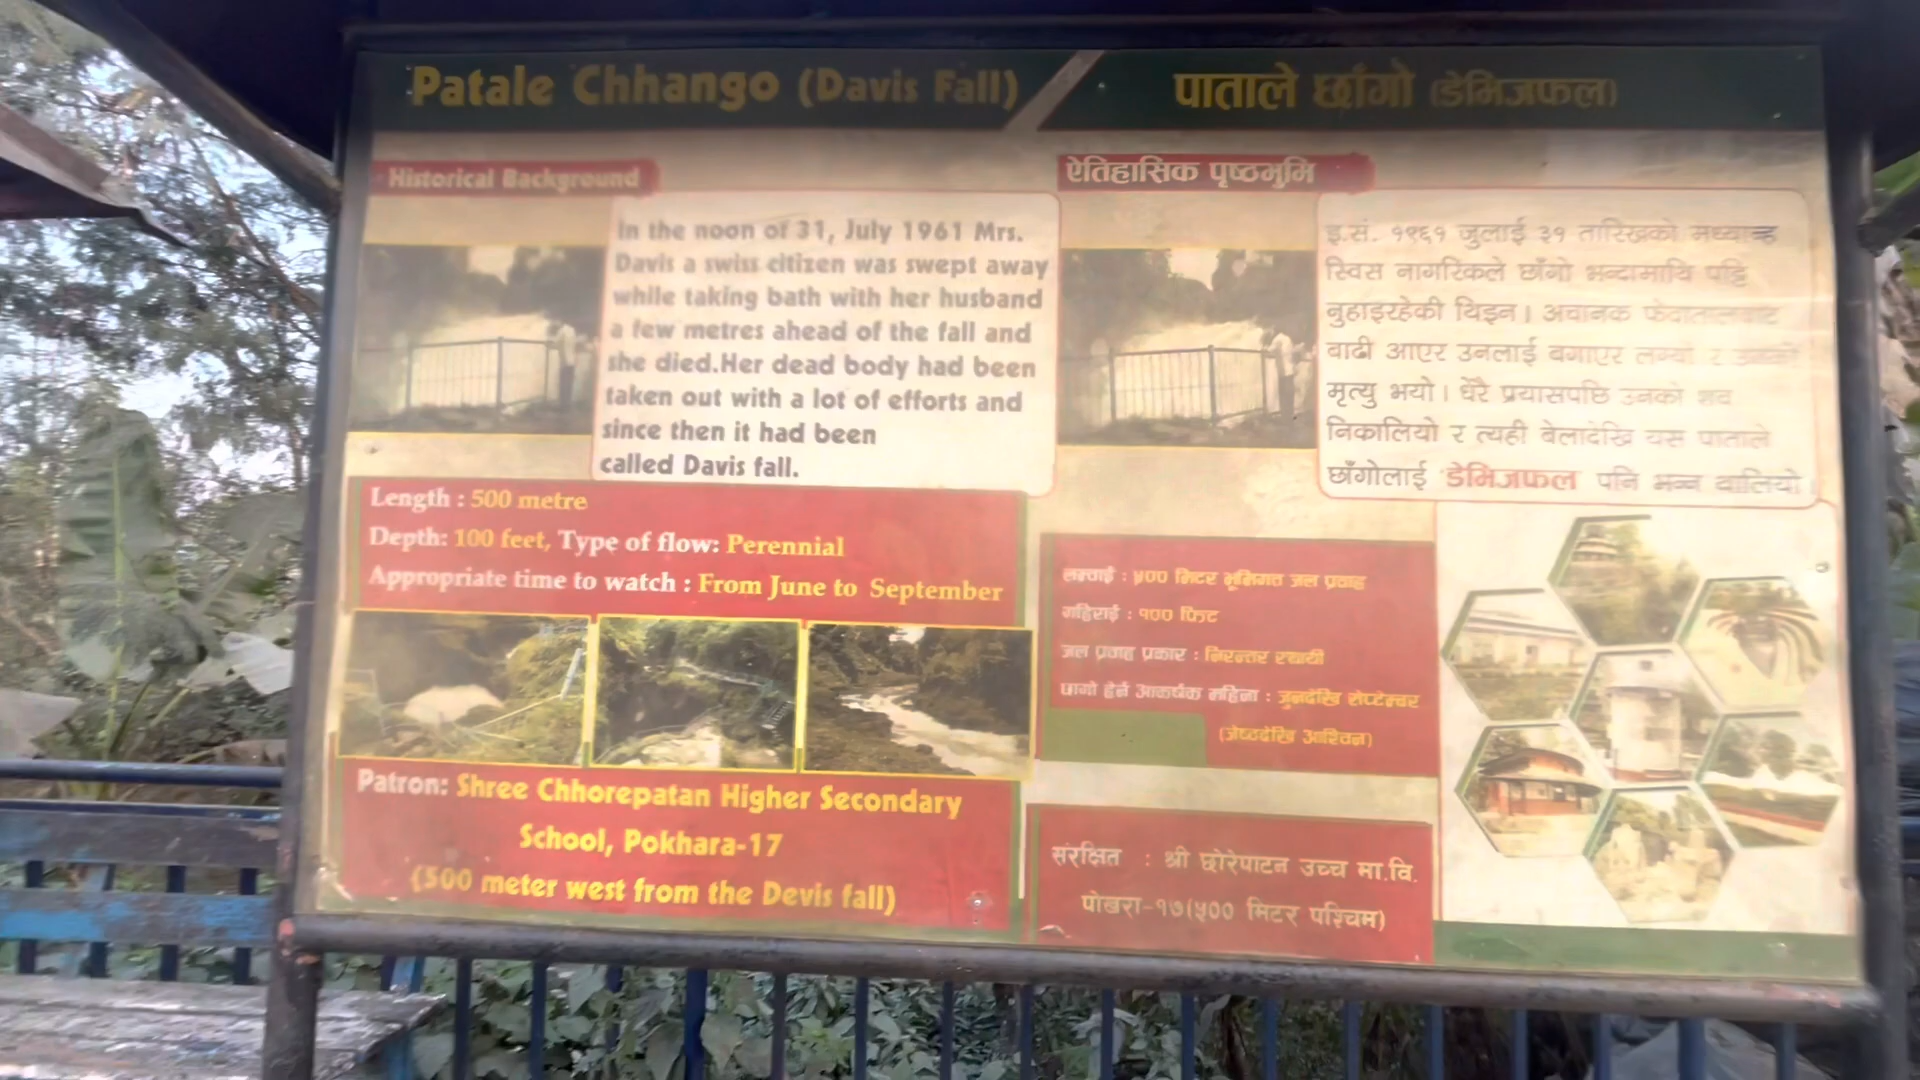 Patale Chhango (Davis Fall)
पाताले छाँगो (डेभिजफल)
Historical Background
In the noon of 31, July 1961 Mrs.
Davis a swiss citizen was swept away
while taking bath with her husband
a few metres ahead of the fall and
she died.Her dead body had been
taken out with a lot of efforts and
since then it had been
called Davis fall.
Length : 500 metre
Depth: 100 feet, Type of flow: Perennial
Appropriate time to watch : From June to September
Patron: Shree Chhorepatan Higher Secondary
School, Pokhara-17
(500 meter west from the Devis fall)
ऐतिहासिक पृष्ठभुमि
इ.सं. १९६१ जुलाई ३१ तारिखको मध्यान्ह
स्विस नागरिकले छाँगो भन्दामाथि पट्टि
नुहाइरहेकी थिइन। अचानक फेवातालबाट
बाढी आएर उनलाई बगाएर लग्यो र उनको
मृत्यु भयो। धेरै प्रयासपछि उनको शव
निकालियो र त्यही बेलादेखि यस पाताले
छाँगोलाई डेभिजफल पनि भन्न थालियो
लम्बाई : ५०० मिटर भूमिगत जल प्रवाह
गहिराई : १०० फिट
जल प्रवाह प्रकार : निरन्तर स्थायी
छागो हेर्न आकर्षक महिना : जुनदेखि सेप्टेम्बर
(जेष्ठदेखि आश्विन)
संरक्षित : श्री छोरेपाटन उच्च मा.वि.
पोखरा-१७(५०० मिटर पश्चिम)